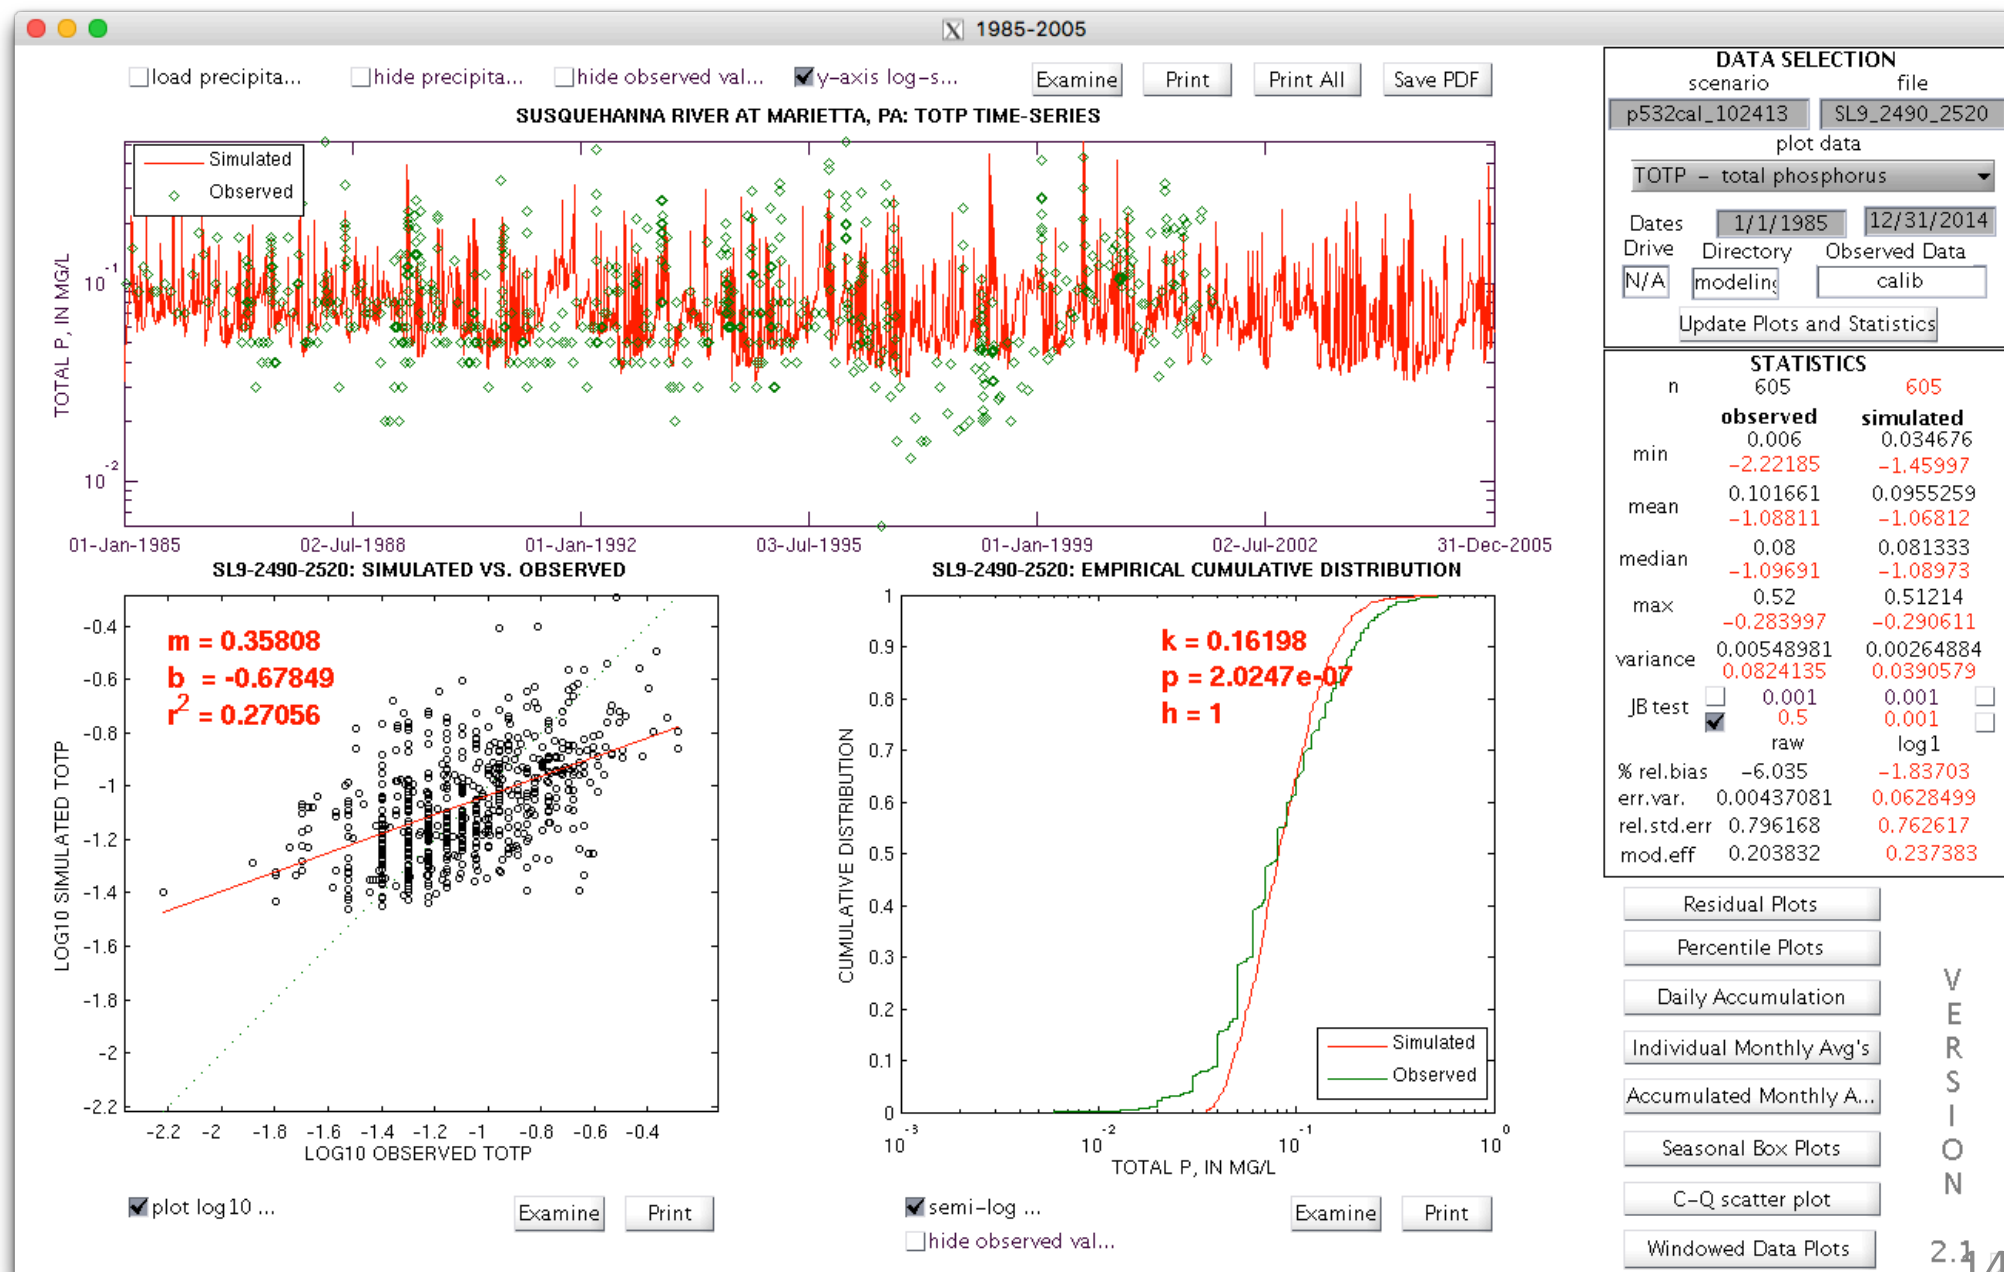 1985-2005
load precipita...
hide precipita...
hide observed val...
y-axis log-s...
Examine
Print
Print All
Save PDF
SUSQUEHANNA RIVER AT MARIETTA, PA: TOTP TIME-SERIES
Simulated
Observed
TOTAL P, IN MG/L
10^-1
10^-2
01-Jan-1985
02-Jul-1988
01-Jan-1992
03-Jul-1995
01-Jan-1999
02-Jul-2002
31-Dec-2005
SL9-2490-2520: SIMULATED VS. OBSERVED
m = 0.35808
b = -0.67849
r^2 = 0.27056
LOG10 SIMULATED TOTP
-0.4
-0.6
-0.8
-1
-1.2
-1.4
-1.6
-1.8
-2
-2.2
-2.2 -2 -1.8 -1.6 -1.4 -1.2 -1 -0.8 -0.6 -0.4
LOG10 OBSERVED TOTP
plot log10 ...
Examine
Print
SL9-2490-2520: EMPIRICAL CUMULATIVE DISTRIBUTION
k = 0.16198
p = 2.0247e-07
h = 1
CUMULATIVE DISTRIBUTION
1
0.9
0.8
0.7
0.6
0.5
0.4
0.3
0.2
0.1
0
Simulated
Observed
10^-3 10^-2 10^-1 10^0
TOTAL P, IN MG/L
semi-log ...
hide observed val...
Examine
Print
DATA SELECTION
scenario file
p532cal_102413 SL9_2490_2520
plot data
TOTP - total phosphorus
Dates 1/1/1985 12/31/2014
Drive Directory Observed Data
N/A modeling calib
Update Plots and Statistics
STATISTICS
n 605 605
observed simulated
min 0.006 0.034676
-2.22185 -1.45997
mean 0.101661 0.0955259
-1.08811 -1.06812
median 0.08 0.081333
-1.09691 -1.08973
max 0.52 0.51214
-0.283997 -0.290611
variance 0.00548981 0.00264884
0.0824135 0.0390579
JB test 0.001 0.001
0.5 0.001
raw log1
% rel.bias -6.035 -1.83703
err.var. 0.00437081 0.0628499
rel.std.err 0.796168 0.762617
mod.eff 0.203832 0.237383
Residual Plots
Percentile Plots
Daily Accumulation
Individual Monthly Avg's
Accumulated Monthly A...
Seasonal Box Plots
C-Q scatter plot
Windowed Data Plots
VERSION
2.1
14